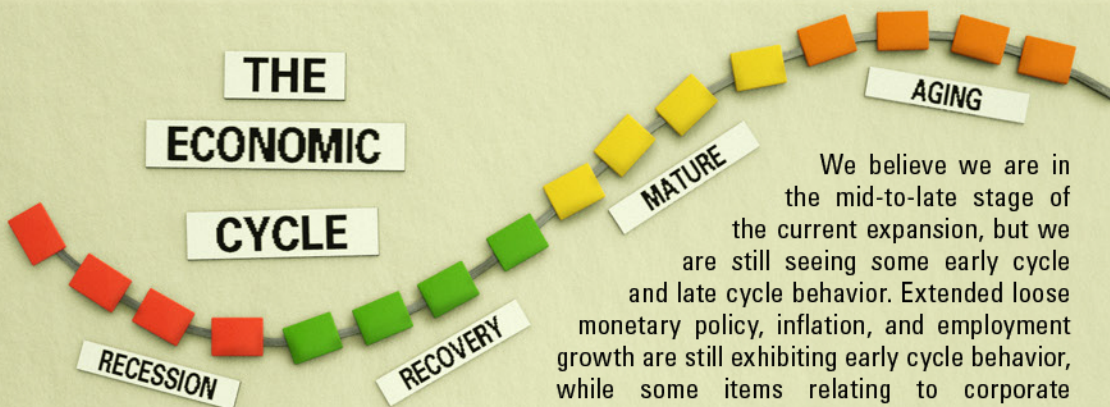 THE
ECONOMIC
CYCLE
RECESSION
RECOVERY
MATURE
AGING
We believe we are in
the mid-to-late stage of
the current expansion, but we
are still seeing some early cycle
and late cycle behavior. Extended loose
monetary policy, inflation, and employment
growth are still exhibiting early cycle behavior,
while some items relating to corporate